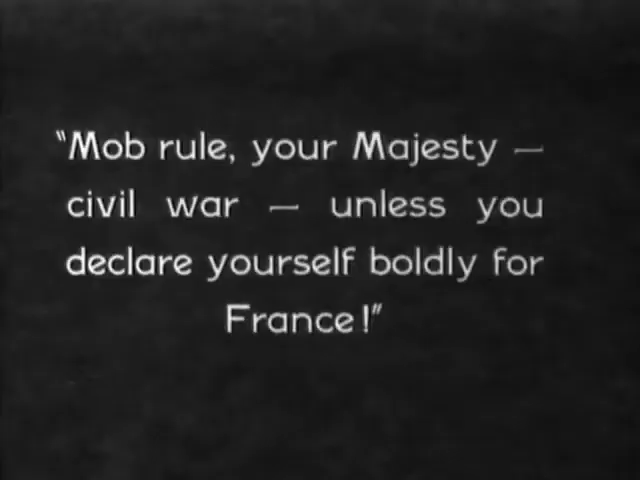 "Mob rule, your Majesty —
civil war — unless you
declare yourself boldly for
France!"